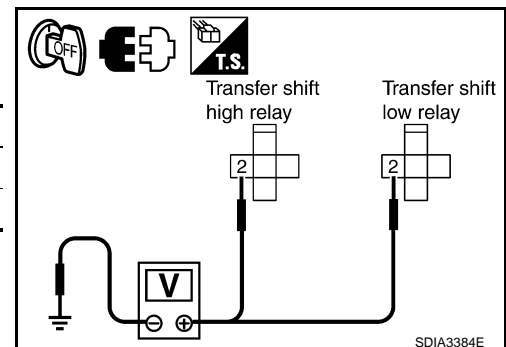 OFF
T.S.
Transfer shift
high relay
Transfer shift
low relay
2
2
V
SDIA3384E